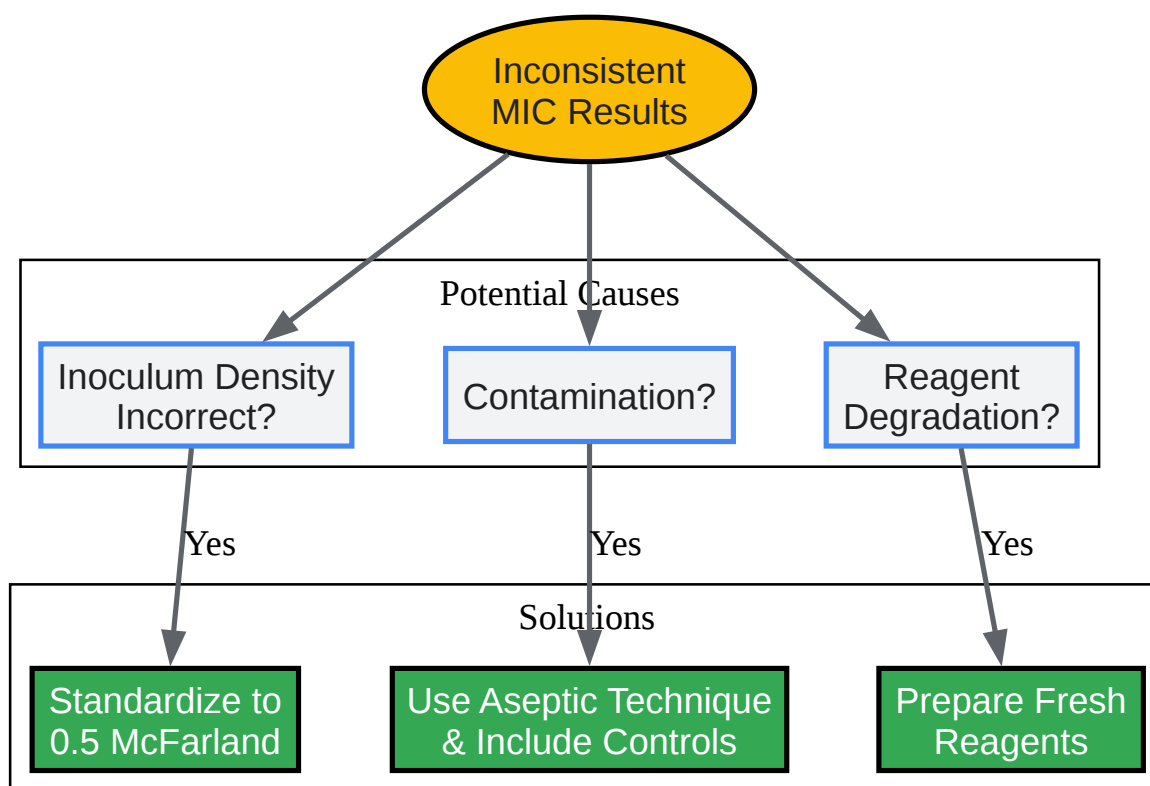 Inconsistent
MIC Results
Potential Causes
Inoculum Density
Incorrect?
Contamination?
Reagent
Degradation?
Yes
Yes
Yes
Solutions
Standardize to
0.5 McFarland
Use Aseptic Technique
& Include Controls
Prepare Fresh
Reagents